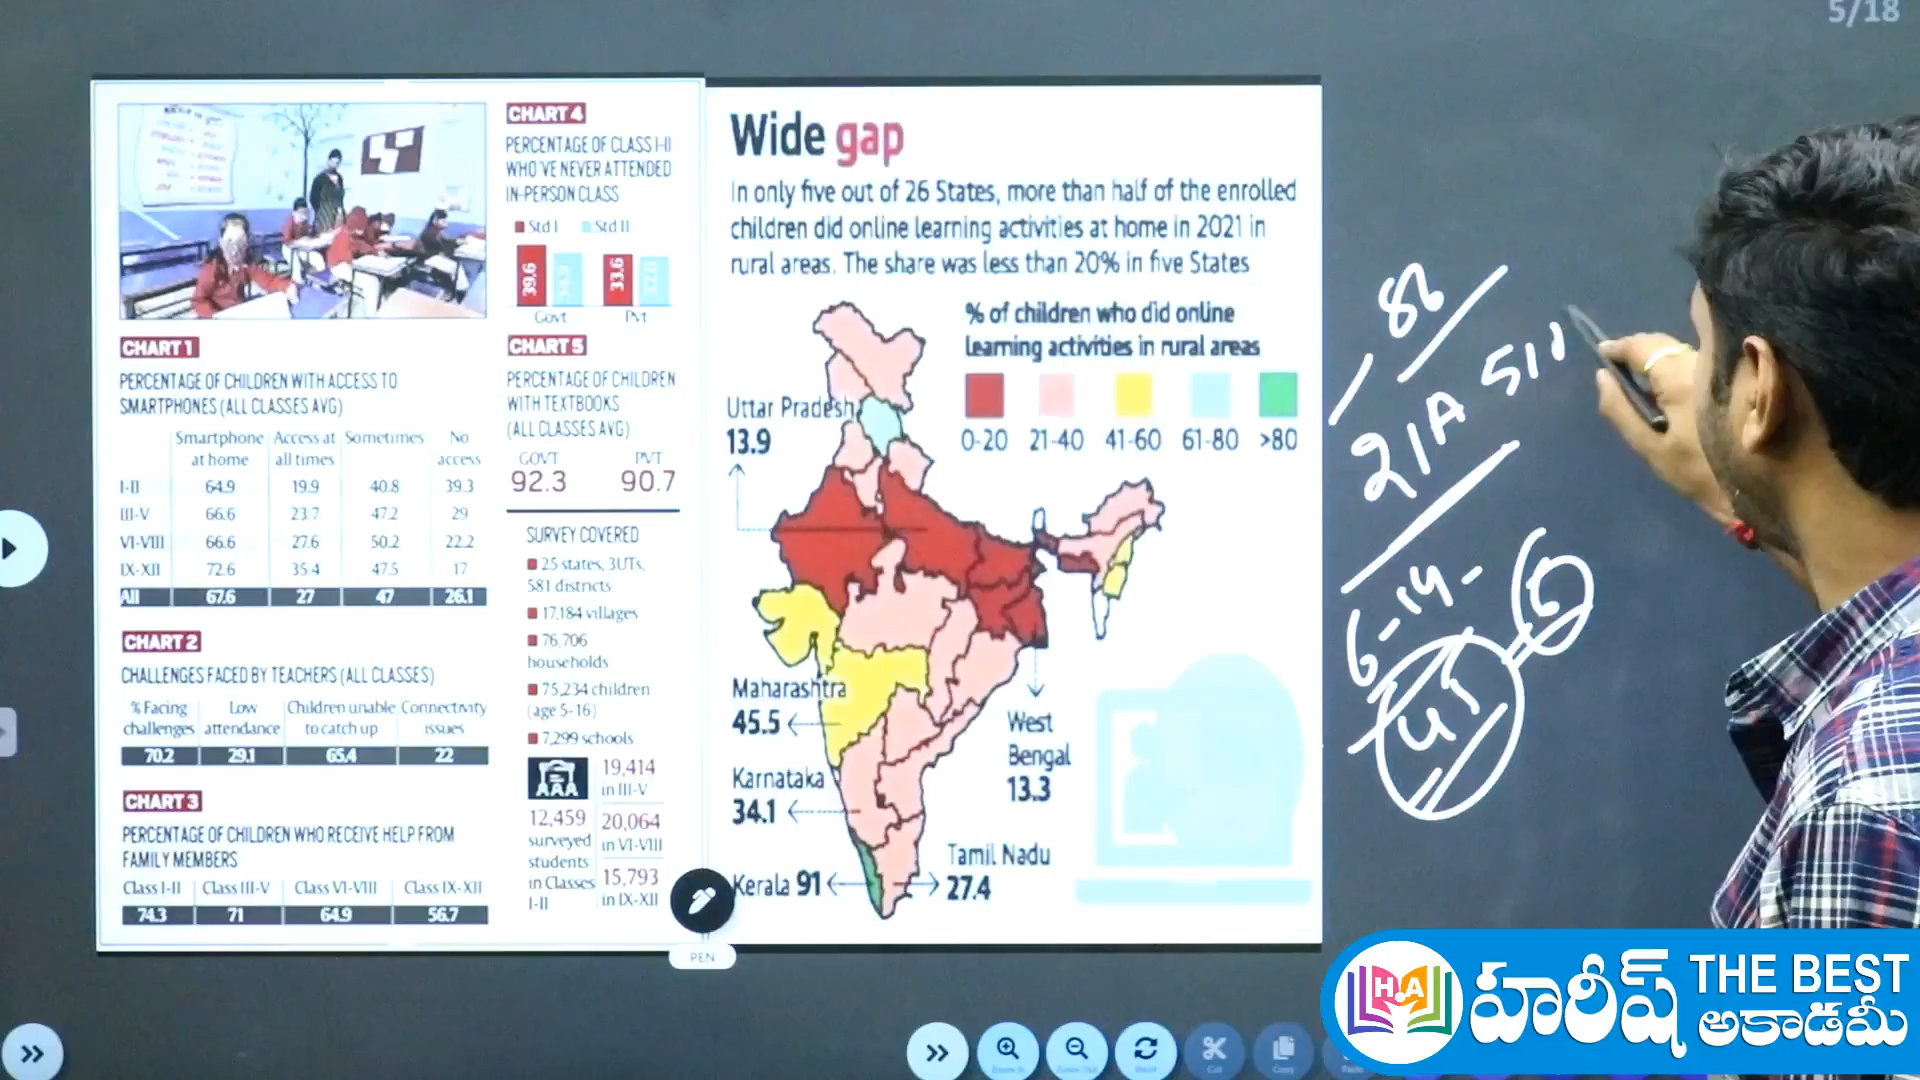 5/18
CHART 1
PERCENTAGE OF CHILDREN WITH ACCESS TO
SMARTPHONES (ALL CLASSES AVG)
Smartphone at home Access at all times Sometimes No access
I-II 64.9 19.9 40.8 39.3
III-V 66.6 23.7 47.2 29
VI-VIII 66.6 27.6 50.2 22.2
IX-XII 72.6 35.4 47.5 17
All 67.6 27 47 26.1
CHART 2
CHALLENGES FACED BY TEACHERS (ALL CLASSES)
% Facing challenges Low attendance Children unable to catch up Connectivity issues
70.2 29.1 65.4 22
CHART 3
PERCENTAGE OF CHILDREN WHO RECEIVE HELP FROM
FAMILY MEMBERS
Class I-II Class III-V Class VI-VIII Class IX-XII
74.3 71 64.9 56.7
CHART 4
PERCENTAGE OF CLASS I-II
WHO'VE NEVER ATTENDED
IN-PERSON CLASS
Std I Std II
39.6 33.6
Govt Pvt
CHART 5
PERCENTAGE OF CHILDREN
WITH TEXTBOOKS
(ALL CLASSES AVG)
GOVT PVT
92.3 90.7
SURVEY COVERED
25 states, 3UTs,
581 districts
17,184 villages
76,706
households
75,234 children
(age 5-16)
7,299 schools
12,459
surveyed
students
in Classes
I-II
19,414
in III-V
20,064
in VI-VIII
15,793
in IX-XII
Wide gap
In only five out of 26 States, more than half of the enrolled
children did online learning activities at home in 2021 in
rural areas. The share was less than 20% in five States
% of children who did online
learning activities in rural areas
0-20 21-40 41-60 61-80 >80
Uttar Pradesh
13.9
Maharashtra
45.5
Karnataka
34.1
Kerala 91
West
Bengal
13.3
Tamil Nadu
27.4
86
21A
6-14-
45
PEN
H.A
హరీష్
THE BEST
అకాడమీ